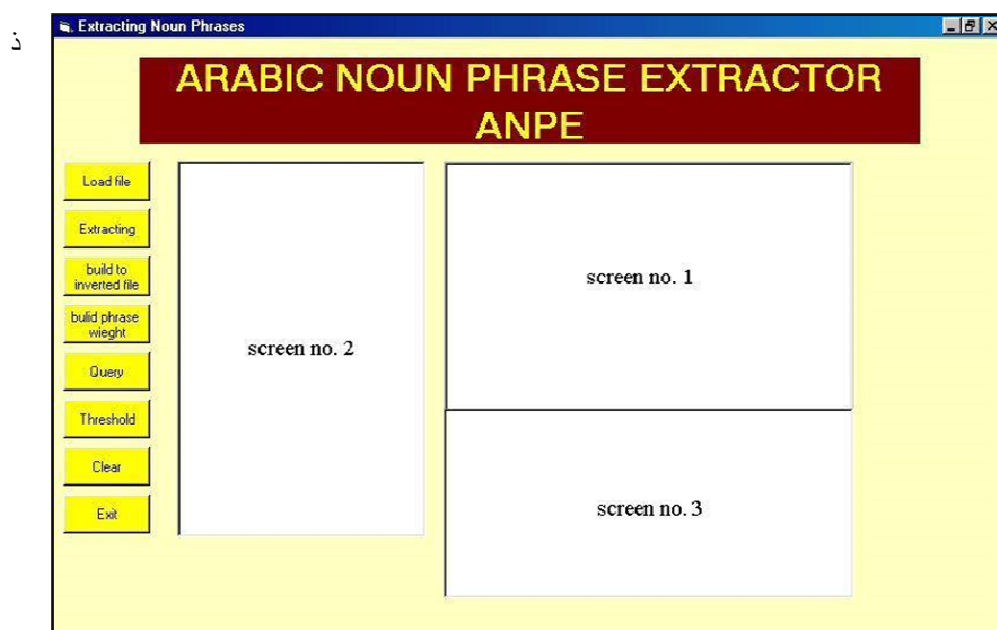 Extracting Noun Phrases
ذ
ARABIC NOUN PHRASE EXTRACTOR
ANPE
Load file
Extracting
build to
inverted file
bulid phrase
wieght
Query
Threshold
Clear
Exit
screen no. 2
screen no. 1
screen no. 3